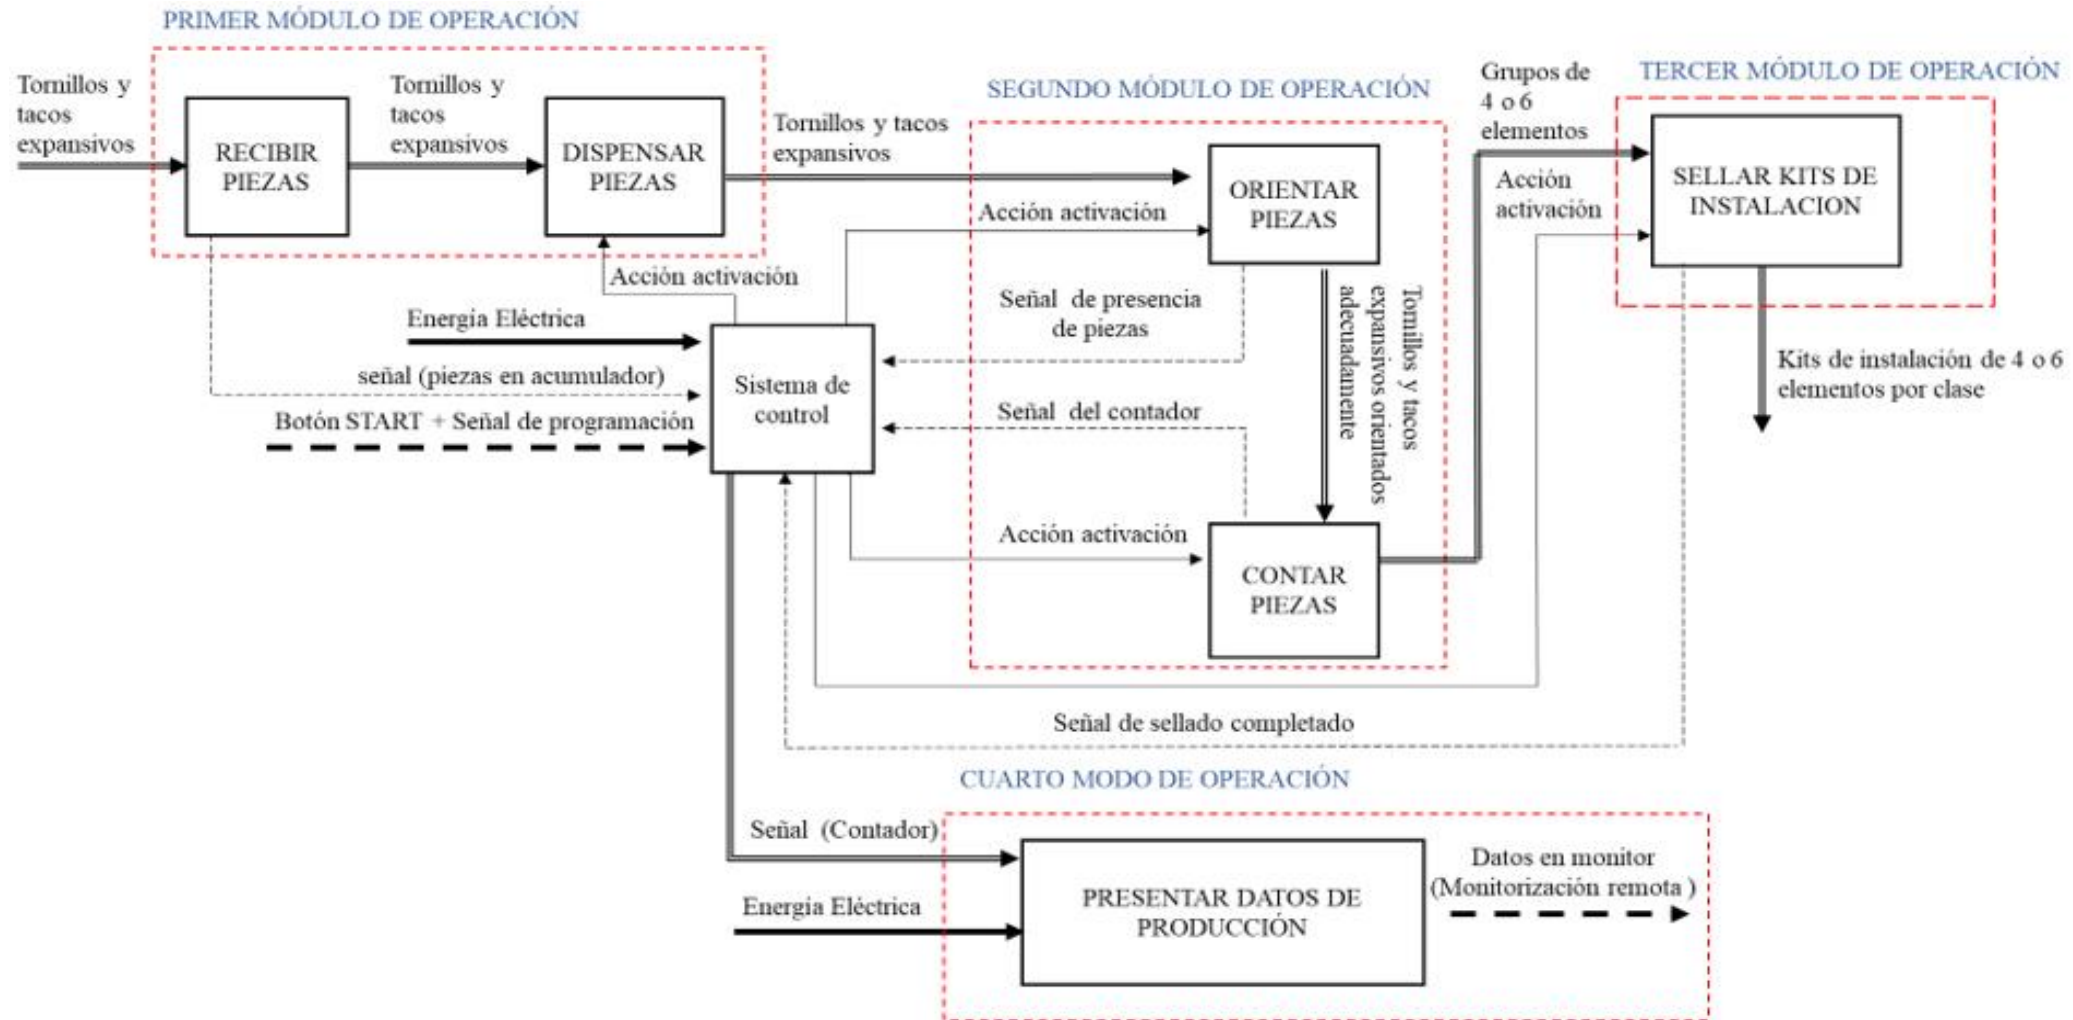 PRIMER MÓDULO DE OPERACIÓN
Tornillos y
tacos
expansivos
RECIBIR
PIEZAS
Tornillos y
tacos
expansivos
DISPENSAR
PIEZAS
Tornillos y tacos
expansivos
SEGUNDO MÓDULO DE OPERACIÓN
ORIENTAR
PIEZAS
Acción activación
Señal de presencia
de piezas
Tornillos y tacos
expansivos orientados
adecuadamente
Señal del contador
Acción activación
CONTAR
PIEZAS
Grupos de
4 o 6
elementos
TERCER MÓDULO DE OPERACIÓN
Acción
activación
SELLAR KITS DE
INSTALACION
Kits de instalación de 4 o 6
elementos por clase
Acción activación
Energía Eléctrica
señal (piezas en acumulador)
Botón START + Señal de programación
Sistema de
control
Señal de sellado completado
CUARTO MODO DE OPERACIÓN
Señal (Contador)
Energía Eléctrica
PRESENTAR DATOS DE
PRODUCCIÓN
Datos en monitor
(Monitorización remota )